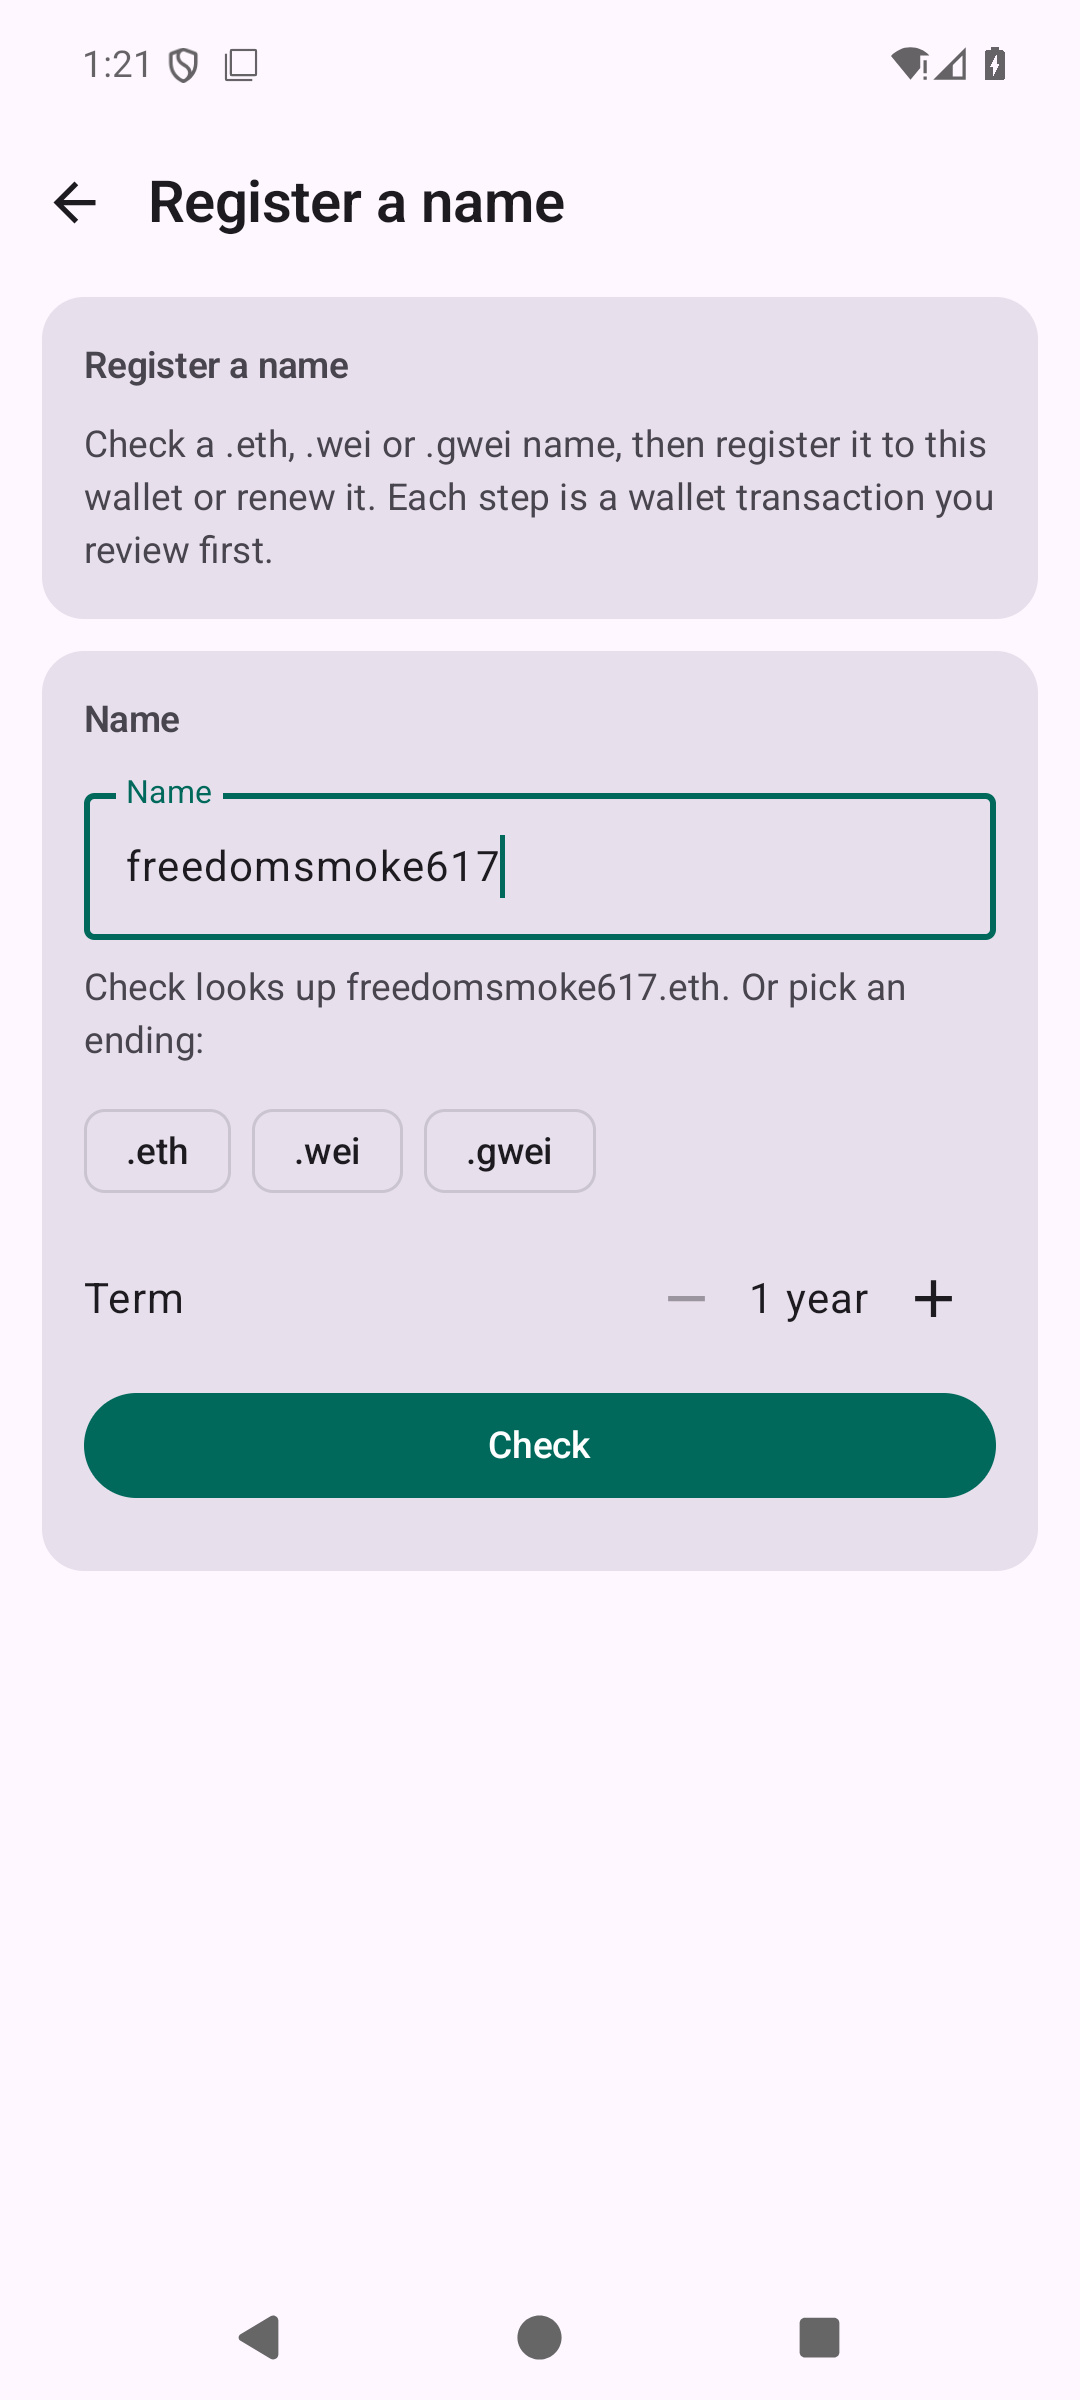 1:21
Register a name
Register a name
Check a .eth, .wei or .gwei name, then register it to this
wallet or renew it. Each step is a wallet transaction you
review first.
Name
Name
freedomsmoke617
Check looks up freedomsmoke617.eth. Or pick an
ending:
.eth .wei .gwei
Term 1 year
Check